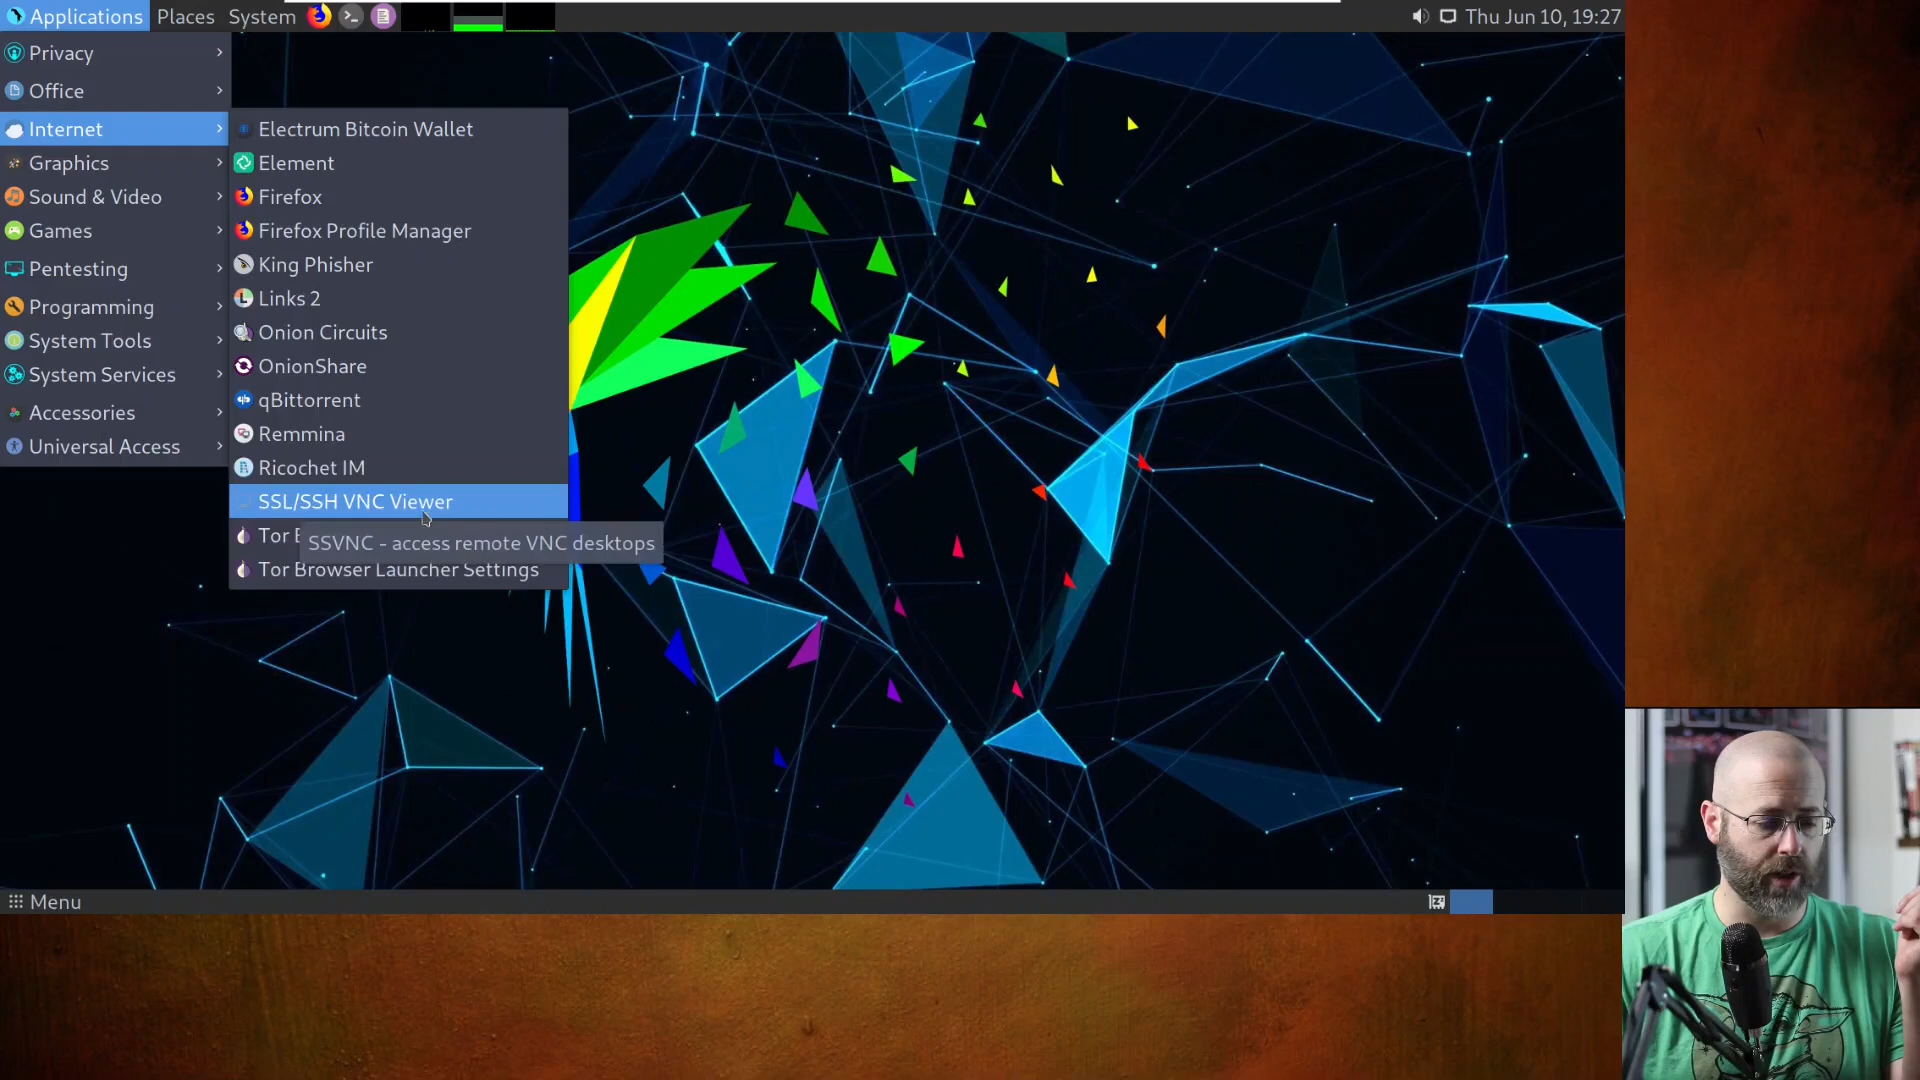 Applications Places System Thu Jun 10, 19:27
Privacy
Office
Internet
Graphics
Sound & Video
Games
Pentesting
Programming
System Tools
System Services
Accessories
Universal Access
Electrum Bitcoin Wallet
Element
Firefox
Firefox Profile Manager
King Phisher
Links 2
Onion Circuits
OnionShare
qBittorrent
Remmina
Ricochet IM
SSL/SSH VNC Viewer
Tor
SSVNC - access remote VNC desktops
Tor Browser Launcher Settings
Menu